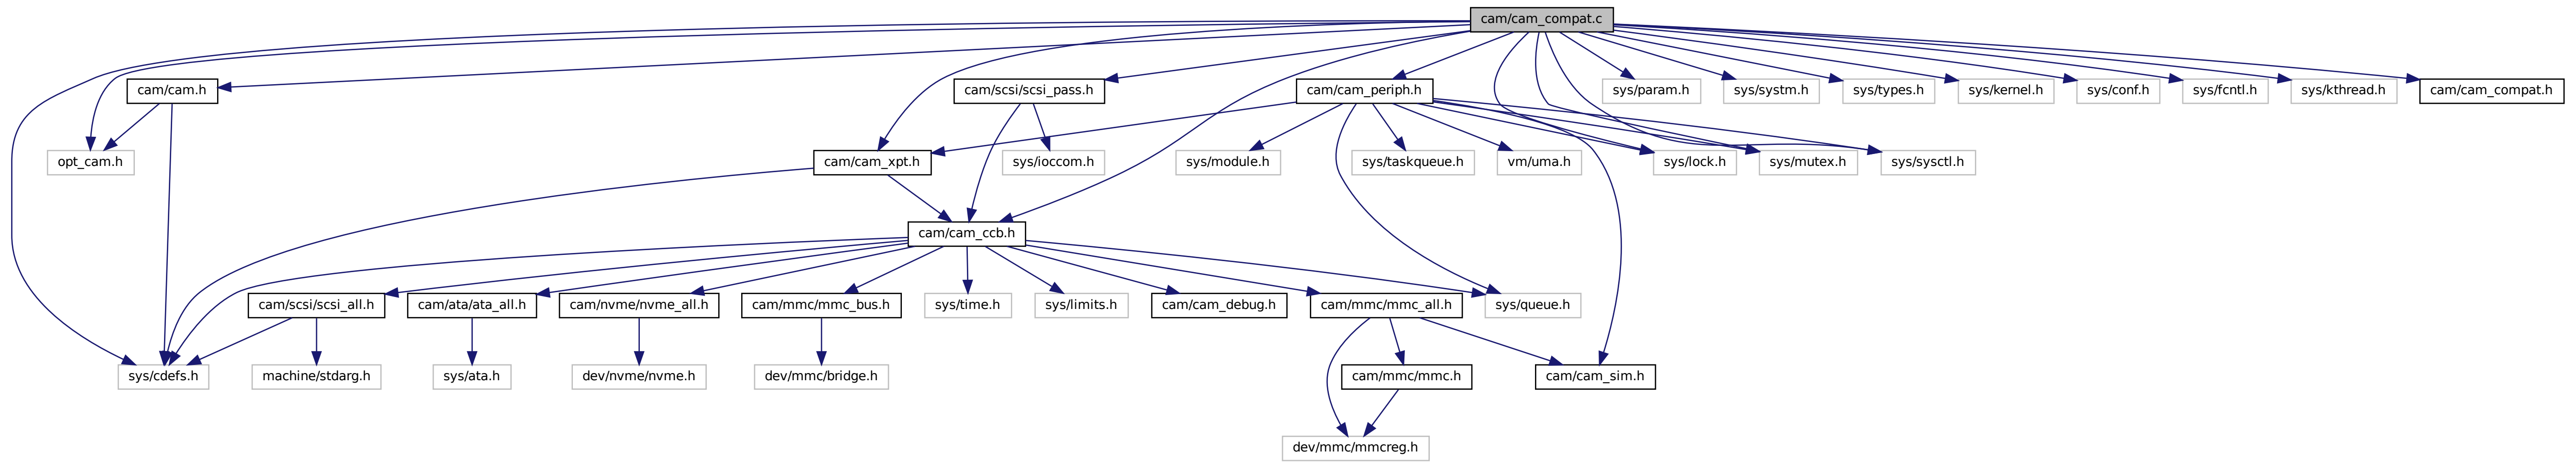 cam/cam_compat.c
cam/cam.h
cam/scsi/scsi_pass.h
cam/cam_periph.h
sys/param.h
sys/systm.h
sys/types.h
sys/kernel.h
sys/conf.h
sys/fcntl.h
sys/kthread.h
cam/cam_compat.h
opt_cam.h
cam/cam_xpt.h
sys/ioccom.h
sys/module.h
sys/taskqueue.h
vm/uma.h
sys/lock.h
sys/mutex.h
sys/sysctl.h
cam/cam_ccb.h
cam/scsi/scsi_all.h
cam/ata/ata_all.h
cam/nvme/nvme_all.h
cam/mmc/mmc_bus.h
sys/time.h
sys/limits.h
cam/cam_debug.h
cam/mmc/mmc_all.h
sys/queue.h
sys/cdefs.h
machine/stdarg.h
sys/ata.h
dev/nvme/nvme.h
dev/mmc/bridge.h
cam/mmc/mmc.h
cam/cam_sim.h
dev/mmc/mmcreg.h